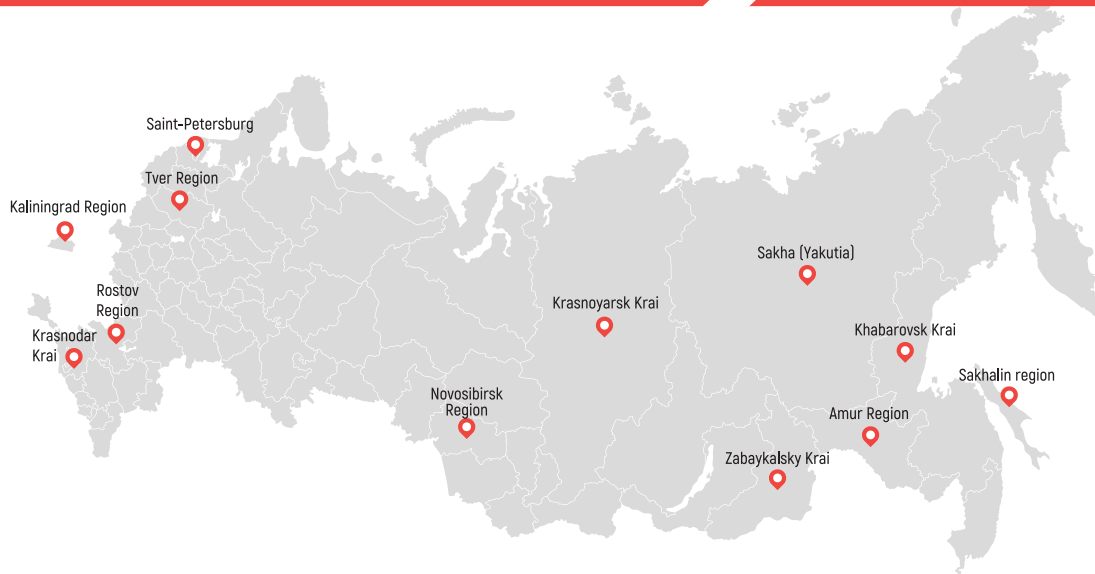 Saint-Petersburg
Tver Region
Kaliningrad Region
Sakha (Yakutia)
Rostov
Region
Krasnoyarsk Krai
Krasnodar
Krai
Khabarovsk Krai
Sakhalin region
Novosibirsk
Region
Amur Region
Zabaykalsky Krai